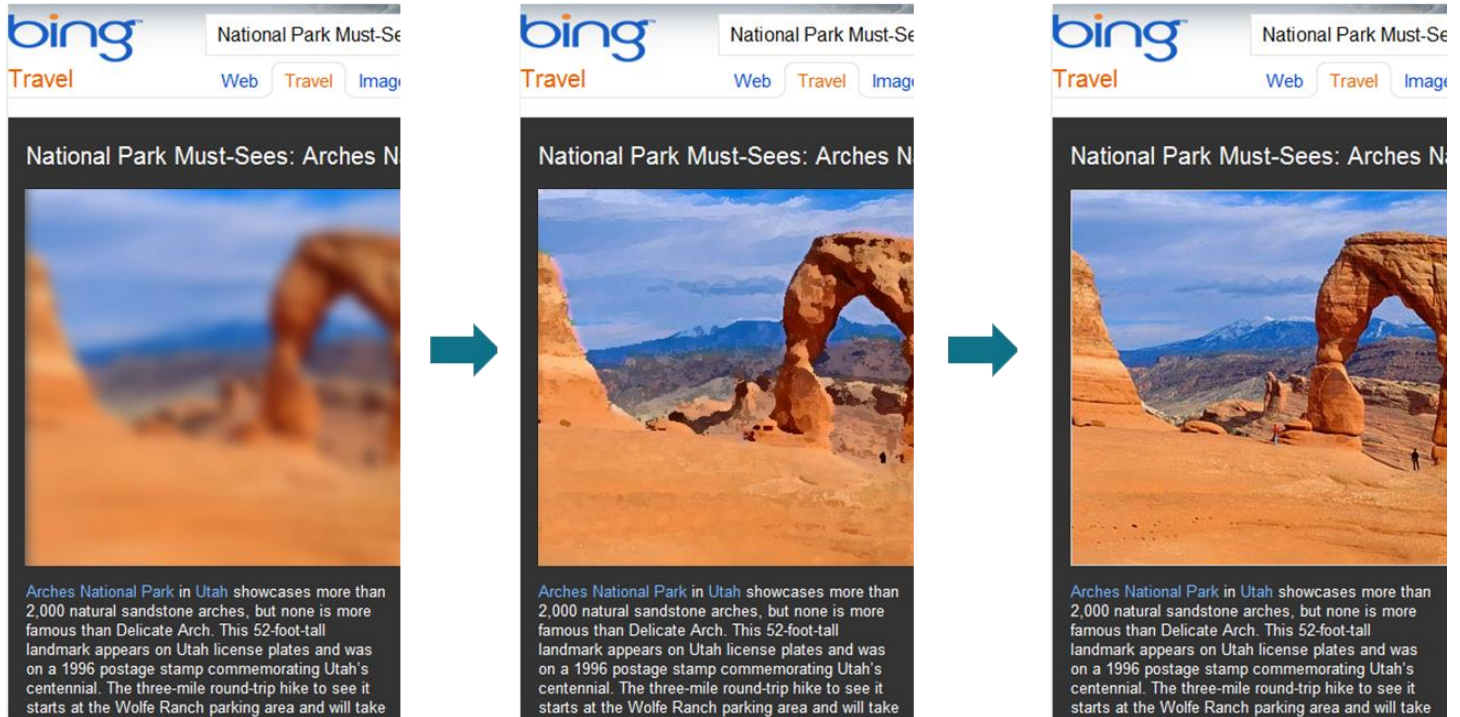 bing™
National Park Must-Se
Travel
Web Travel Image
National Park Must-Sees: Arches N
Arches National Park in Utah showcases more than
2,000 natural sandstone arches, but none is more
famous than Delicate Arch. This 52-foot-tall
landmark appears on Utah license plates and was
on a 1996 postage stamp commemorating Utah's
centennial. The three-mile round-trip hike to see it
starts at the Wolfe Ranch parking area and will take
bing™
National Park Must-Se
Travel
Web Travel Image
National Park Must-Sees: Arches N
Arches National Park in Utah showcases more than
2,000 natural sandstone arches, but none is more
famous than Delicate Arch. This 52-foot-tall
landmark appears on Utah license plates and was
on a 1996 postage stamp commemorating Utah's
centennial. The three-mile round-trip hike to see it
starts at the Wolfe Ranch parking area and will take
bing™
National Park Must-Se
Travel
Web Travel Image
National Park Must-Sees: Arches Na
Arches National Park in Utah showcases more than
2,000 natural sandstone arches, but none is more
famous than Delicate Arch. This 52-foot-tall
landmark appears on Utah license plates and was
on a 1996 postage stamp commemorating Utah's
centennial. The three-mile round-trip hike to see it
starts at the Wolfe Ranch parking area and will take